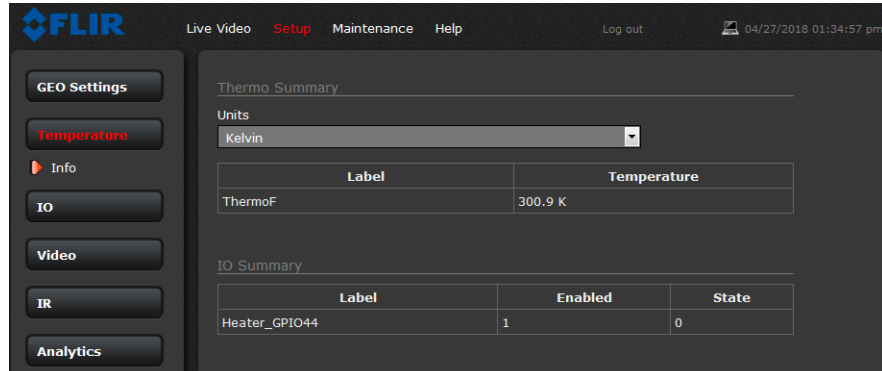 FLIR
Live Video Setup Maintenance Help Log out 04/27/2018 01:34:57 pm
GEO Settings
Temperature
Info
IO
Video
IR
Analytics
Thermo Summary
Units
Kelvin
Label Temperature
ThermoF 300.9 K
IO Summary
Label Enabled State
Heater_GPIO44 1 0